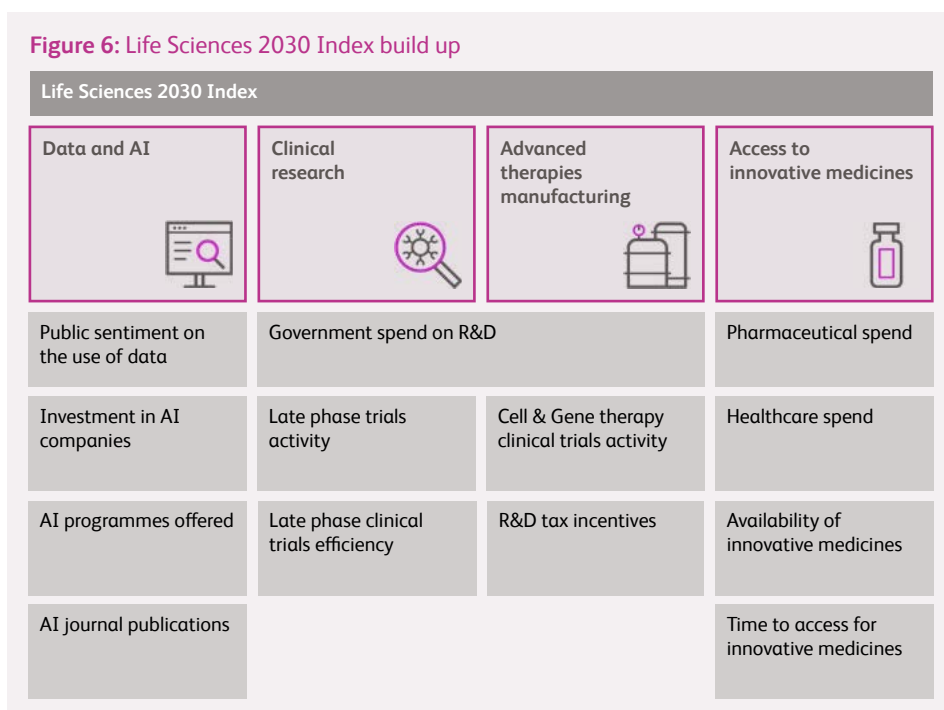 Figure 6: Life Sciences 2030 Index build up
Life Sciences 2030 Index
Data and AI
Clinical
research
Advanced
therapies
manufacturing
Access to
innovative medicines
Public sentiment on
the use of data
Government spend on R&D
Pharmaceutical spend
Investment in AI
companies
Late phase trials
activity
Cell & Gene therapy
clinical trials activity
Healthcare spend
AI programmes offered
Late phase clinical
trials efficiency
R&D tax incentives
Availability of
innovative medicines
AI journal publications
Time to access for
innovative medicines